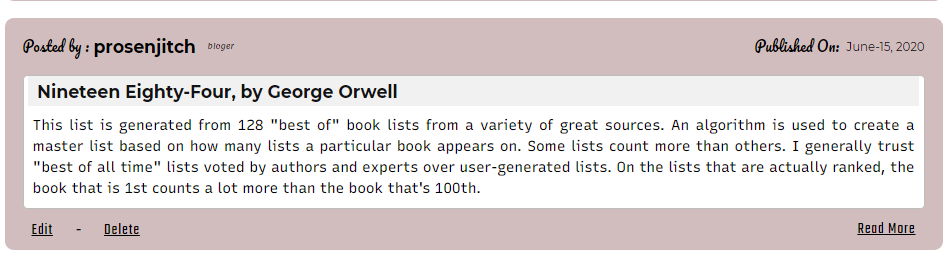 Posted by : prosenjitch bloger Published On: June-15, 2020
Nineteen Eighty-Four, by George Orwell
This list is generated from 128 "best of" book lists from a variety of great sources. An algorithm is used to create a
master list based on how many lists a particular book appears on. Some lists count more than others. I generally trust
"best of all time" lists voted by authors and experts over user-generated lists. On the lists that are actually ranked, the
book that is 1st counts a lot more than the book that's 100th.
Edit - Delete Read More